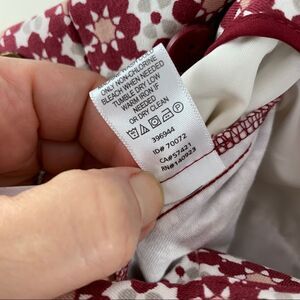 ONLY NON-CHLORINE
BLEACH WHEN NEEDED
TUMBLE DRY LOW
WARM IRON IF
NEEDED
OR DRY CLEAN
396944
ID# 70072
CA#57421
RN#140923